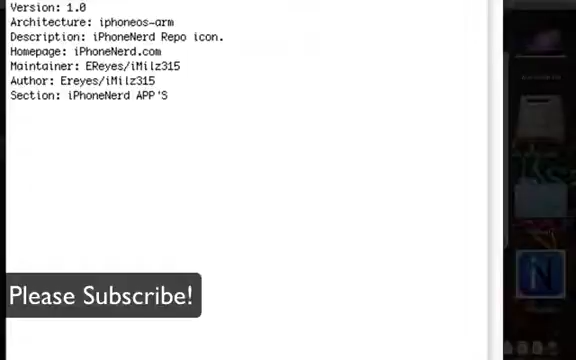 Version: 1.0
Architecture: iphoneos-arm
Description: iPhoneNerd Repo icon.
Homepage: iPhoneNerd.com
Maintainer: EReyes/iMilz315
Author: Ereyes/iMilz315
Section: iPhoneNerd APP'S
Please Subscribe!
N